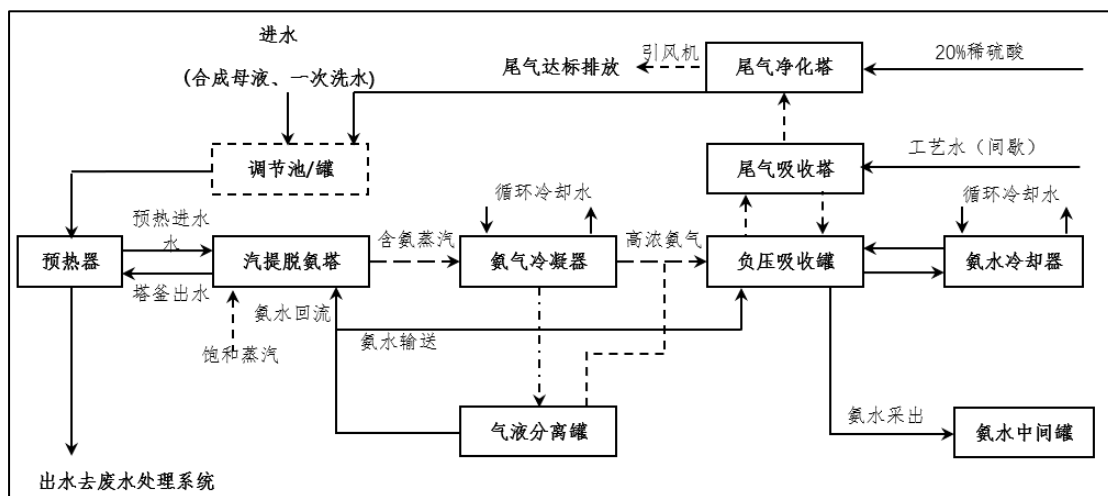 进水
(合成母液、一次洗水)
尾气达标排放
引风机
尾气净化塔
20%稀硫酸
调节池/罐
尾气吸收塔
工艺水（间歇）
预热进水
水
循环冷却水
循环冷却水
预热器
汽提脱氨塔
含氨蒸汽
氨气冷凝器
高浓氨气
负压吸收罐
氨水冷却器
塔釜出水
氨水回流
氨水输送
饱和蒸汽
气液分离罐
氨水采出
氨水中间罐
出水去废水处理系统